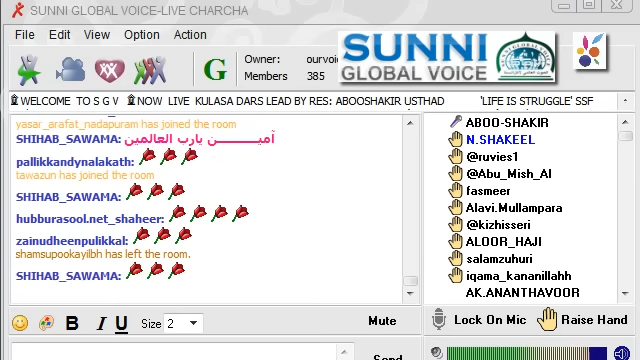 SUNNI GLOBAL VOICE-LIVE CHARCHA
File Edit View Option Action
G
Owner: ourvoi
Members 385
SUNNI
GLOBAL VOICE
WELCOME TO S G V NOW LIVE KULASA DARS LEAD BY RES: ABOOSHAKIR USTHAD 'LIFE IS STRUGGLE' SSF
yasar_arafat_nadapuram has joined the room
SHIHAB_SAWAMA: آميـــــــــــن يارب العالمين
pallikkandynalakath:
tawazun has joined the room
SHIHAB_SAWAMA:
hubburasool.net_shaheer:
zainudheenpulikkal:
shamsupookayilbh has left the room.
SHIHAB_SAWAMA:
ABOO-SHAKIR
N.SHAKEEL
@ruvies1
@Abu_Mish_Al
fasmeer
Alavi.Mullampara
@kizhisseri
ALOOR_HAJI
salamzuhuri
iqama_kananillahh
AK.ANANTHAVOOR
B I U Size 2 Mute
Lock On Mic Raise Hand
Send